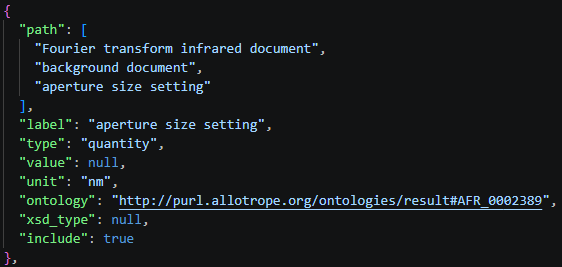 {
"path": [
"Fourier transform infrared document",
"background document",
"aperture size setting"
],
"label": "aperture size setting",
"type": "quantity",
"value": null,
"unit": "nm",
"ontology": "http://purl.allotrope.org/ontologies/result#AFR_0002389",
"xsd_type": null,
"include": true
},